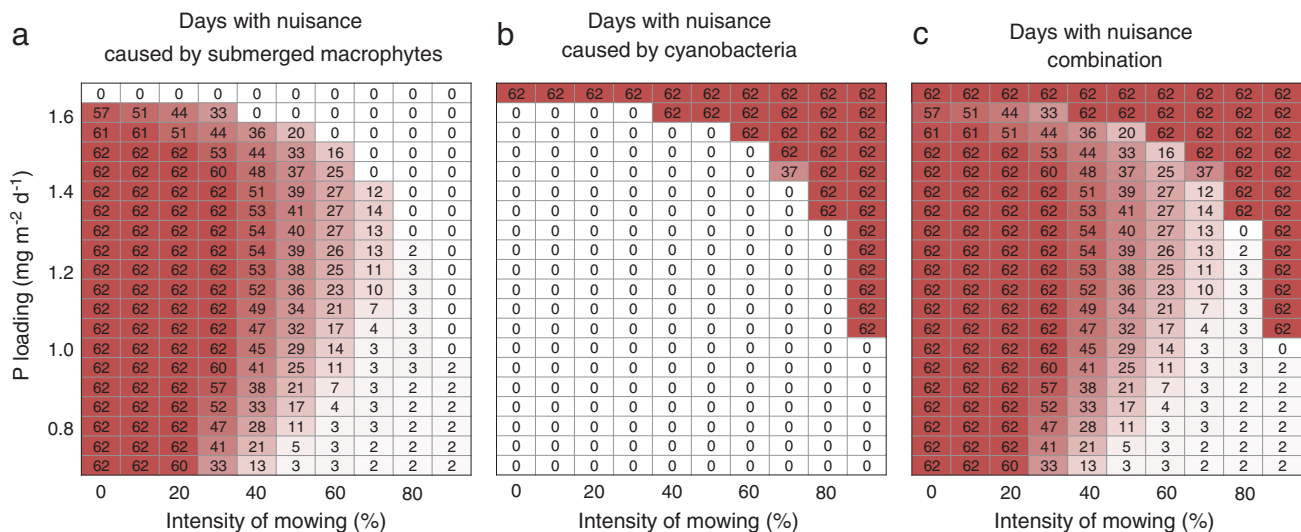 a
Days with nuisance
caused by submerged macrophytes
P loading (mg m⁻² d⁻¹)
0 0 0 0 0 0 0 0 0 0
1.6 57 51 44 33 0 0 0 0 0 0
61 61 51 44 36 20 0 0 0 0
62 62 62 53 44 33 16 0 0 0
62 62 62 60 48 37 25 0 0 0
1.4 62 62 62 62 51 39 27 12 0 0
62 62 62 62 53 41 27 14 0 0
62 62 62 62 54 40 27 13 0 0
62 62 62 62 54 39 26 13 2 0
1.2 62 62 62 62 53 38 25 11 3 0
62 62 62 62 52 36 23 10 3 0
62 62 62 62 49 34 21 7 3 0
62 62 62 62 47 32 17 4 3 0
1.0 62 62 62 62 45 29 14 3 3 0
62 62 62 60 41 25 11 3 3 2
62 62 62 57 38 21 7 3 2 2
62 62 62 52 33 17 4 3 2 2
0.8 62 62 62 47 28 11 3 3 2 2
62 62 62 41 21 5 3 2 2 2
62 62 60 33 13 3 3 2 2 2
0 20 40 60 80
Intensity of mowing (%)
b
Days with nuisance
caused by cyanobacteria
62 62 62 62 62 62 62 62 62 62
0 0 0 0 62 62 62 62 62 62
0 0 0 0 0 0 62 62 62 62
0 0 0 0 0 0 0 62 62 62
0 0 0 0 0 0 0 37 62 62
0 0 0 0 0 0 0 0 62 62
0 0 0 0 0 0 0 0 62 62
0 0 0 0 0 0 0 0 0 62
0 0 0 0 0 0 0 0 0 62
0 0 0 0 0 0 0 0 0 62
0 0 0 0 0 0 0 0 0 62
0 0 0 0 0 0 0 0 0 62
0 0 0 0 0 0 0 0 0 62
0 0 0 0 0 0 0 0 0 0
0 0 0 0 0 0 0 0 0 0
0 0 0 0 0 0 0 0 0 0
0 0 0 0 0 0 0 0 0 0
0 0 0 0 0 0 0 0 0 0
0 0 0 0 0 0 0 0 0 0
0 0 0 0 0 0 0 0 0 0
0 20 40 60 80
Intensity of mowing (%)
c
Days with nuisance
combination
62 62 62 62 62 62 62 62 62 62
57 51 44 33 62 62 62 62 62 62
61 61 51 44 36 20 62 62 62 62
62 62 62 53 44 33 16 62 62 62
62 62 62 60 48 37 25 37 62 62
62 62 62 62 51 39 27 12 62 62
62 62 62 62 53 41 27 14 62 62
62 62 62 62 54 40 27 13 0 62
62 62 62 62 54 39 26 13 2 62
62 62 62 62 53 38 25 11 3 62
62 62 62 62 52 36 23 10 3 62
62 62 62 62 49 34 21 7 3 62
62 62 62 62 47 32 17 4 3 62
62 62 62 62 45 29 14 3 3 0
62 62 62 60 41 25 11 3 3 2
62 62 62 57 38 21 7 3 2 2
62 62 62 52 33 17 4 3 2 2
62 62 62 47 28 11 3 3 2 2
62 62 62 41 21 5 3 2 2 2
62 62 60 33 13 3 3 2 2 2
0 20 40 60 80
Intensity of mowing (%)